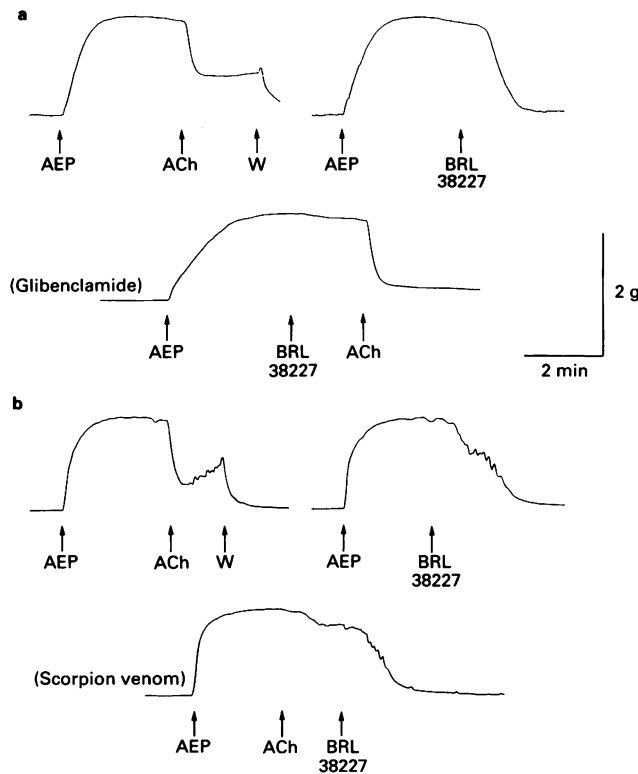 a
AEP ACh W AEP BRL
38227
(Glibenclamide)
2 g
AEP BRL ACh
38227
2 min
b
AEP ACh W AEP BRL
38227
(Scorpion venom)
AEP ACh BRL
38227